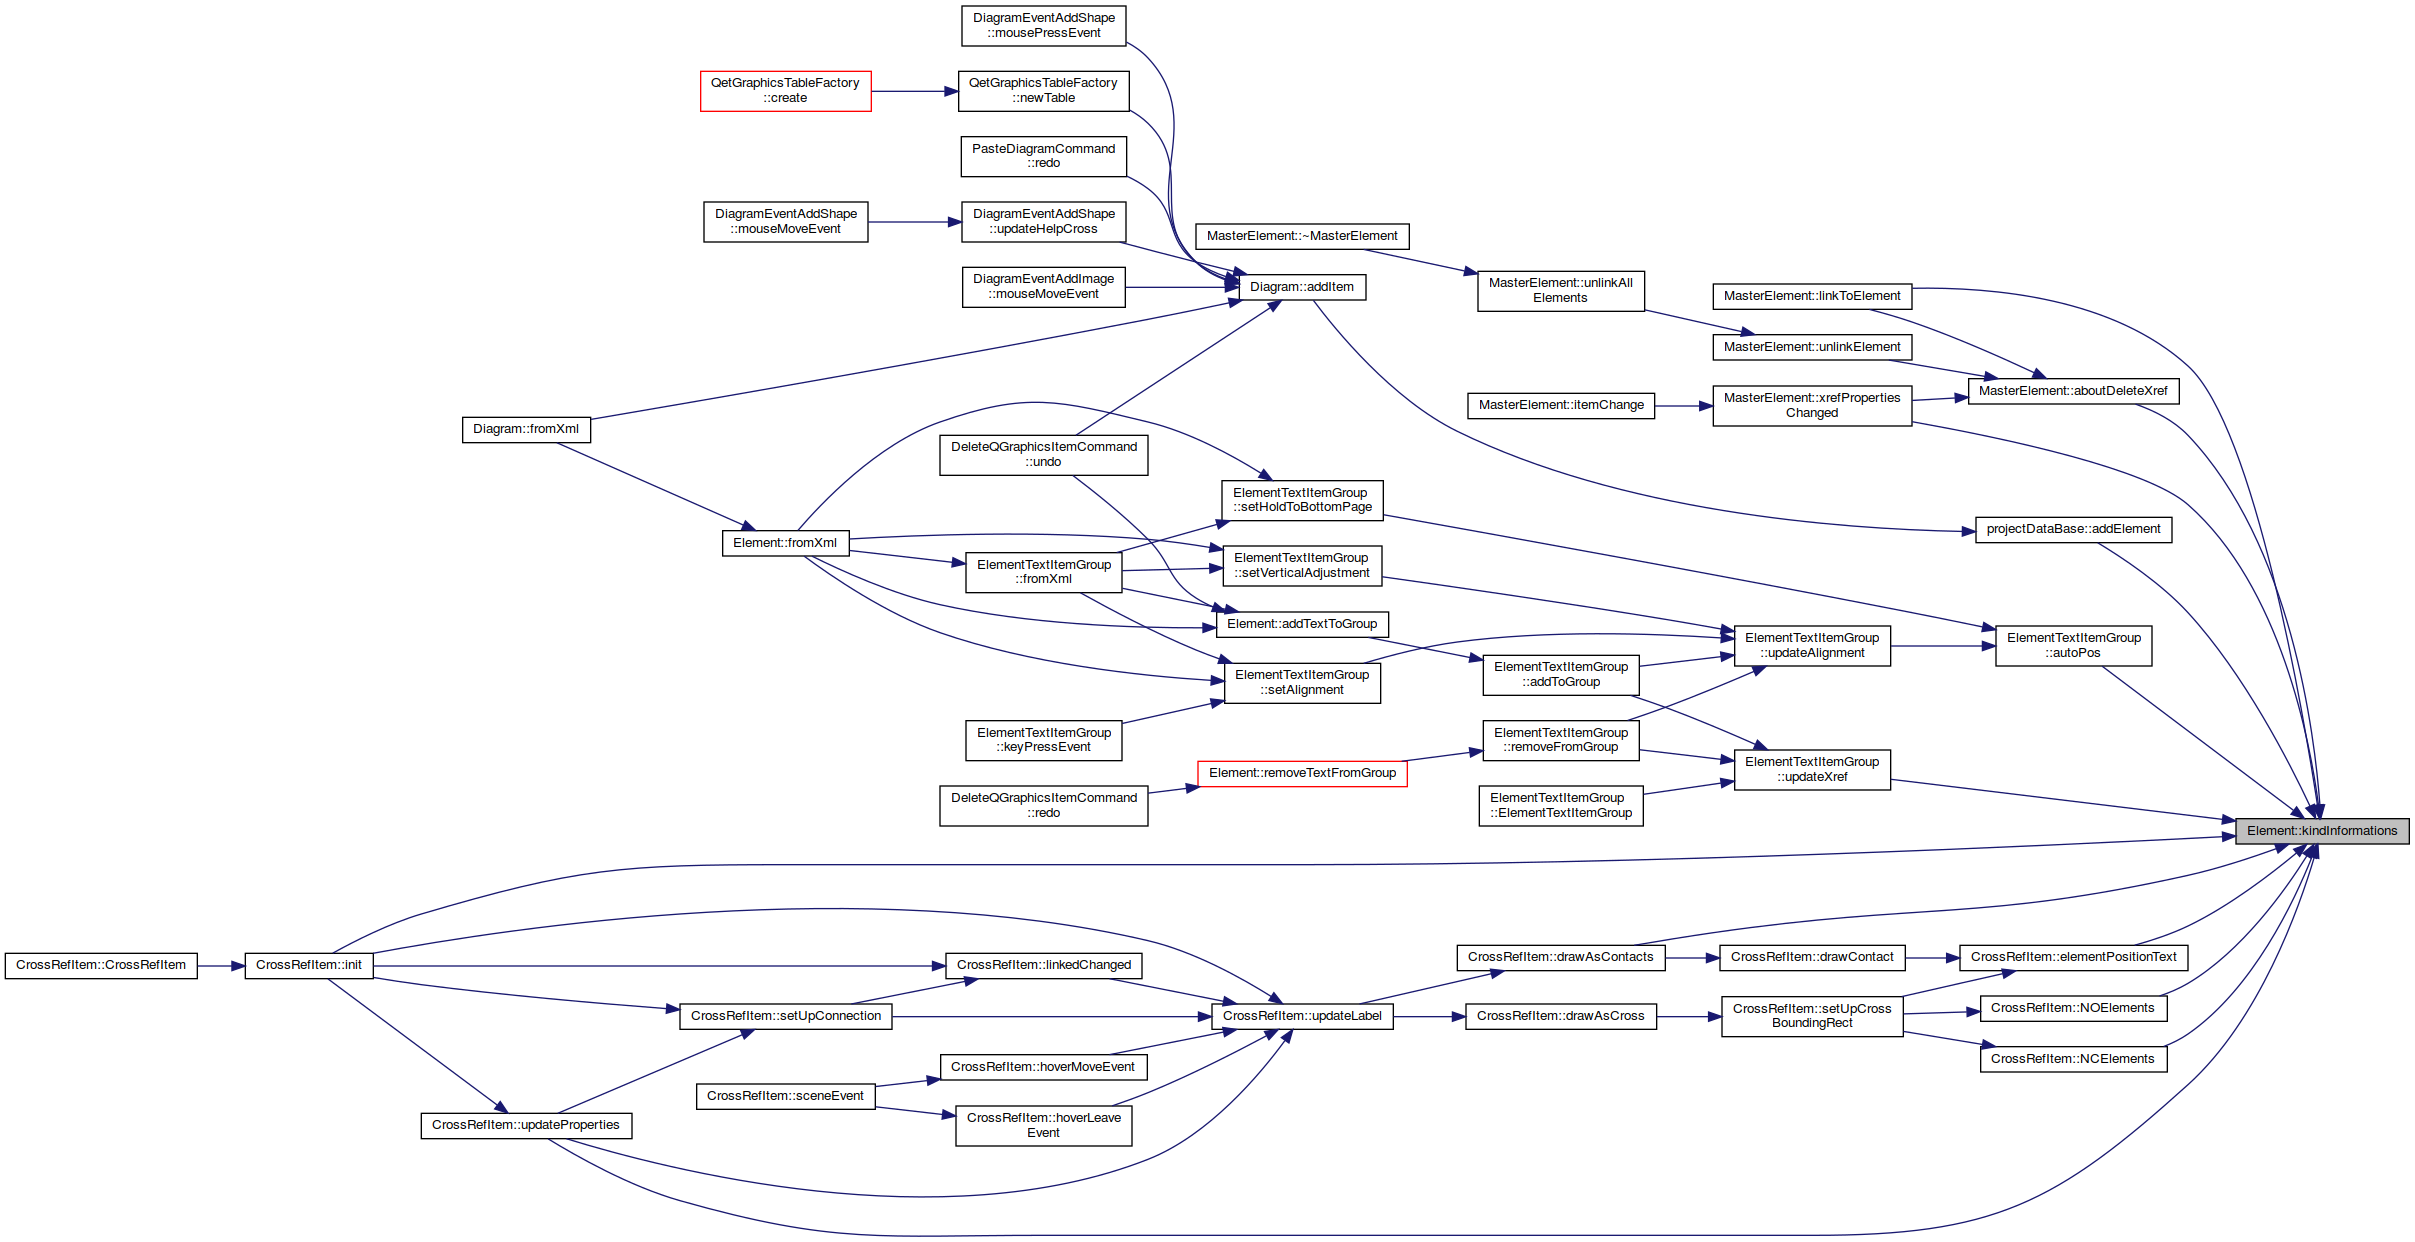 DiagramEventAddShape
::mousePressEvent
QetGraphicsTableFactory
::create
QetGraphicsTableFactory
::newTable
PasteDiagramCommand
::redo
DiagramEventAddShape
::mouseMoveEvent
DiagramEventAddShape
::updateHelpCross
MasterElement::~MasterElement
DiagramEventAddImage
::mouseMoveEvent
Diagram::addItem
MasterElement::unlinkAll
Elements
MasterElement::linkToElement
MasterElement::unlinkElement
MasterElement::aboutDeleteXref
MasterElement::itemChange
MasterElement::xrefProperties
Changed
Diagram::fromXml
DeleteQGraphicsItemCommand
::undo
ElementTextItemGroup
::setHoldToBottomPage
projectDataBase::addElement
Element::fromXml
ElementTextItemGroup
::fromXml
ElementTextItemGroup
::setVerticalAdjustment
Element::addTextToGroup
ElementTextItemGroup
::updateAlignment
ElementTextItemGroup
::autoPos
ElementTextItemGroup
::setAlignment
ElementTextItemGroup
::addToGroup
ElementTextItemGroup
::keyPressEvent
ElementTextItemGroup
::removeFromGroup
Element::removeTextFromGroup
ElementTextItemGroup
::updateXref
DeleteQGraphicsItemCommand
::redo
ElementTextItemGroup
::ElementTextItemGroup
Element::kindInformations
CrossRefItem::CrossRefItem
CrossRefItem::init
CrossRefItem::linkedChanged
CrossRefItem::drawAsContacts
CrossRefItem::drawContact
CrossRefItem::elementPositionText
CrossRefItem::setUpConnection
CrossRefItem::updateLabel
CrossRefItem::drawAsCross
CrossRefItem::setUpCross
BoundingRect
CrossRefItem::NOElements
CrossRefItem::NCElements
CrossRefItem::hoverMoveEvent
CrossRefItem::sceneEvent
CrossRefItem::hoverLeave
Event
CrossRefItem::updateProperties